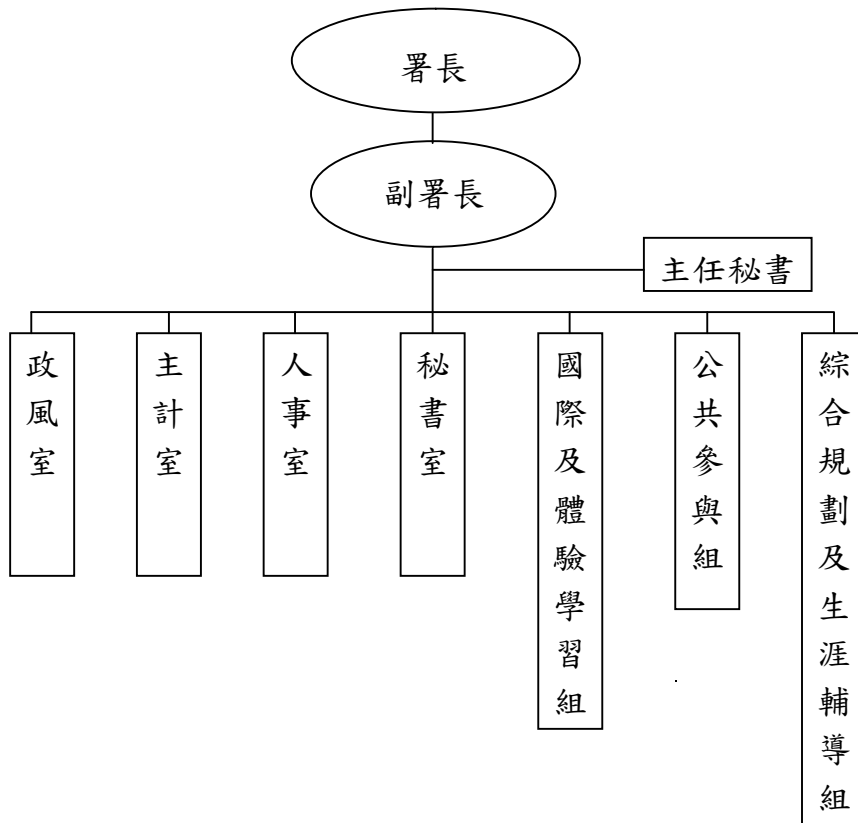 署長
副署長
主任秘書
政風室
主計室
人事室
秘書室
國際及體驗學習組
公共參與組
綜合規劃及生涯輔導組